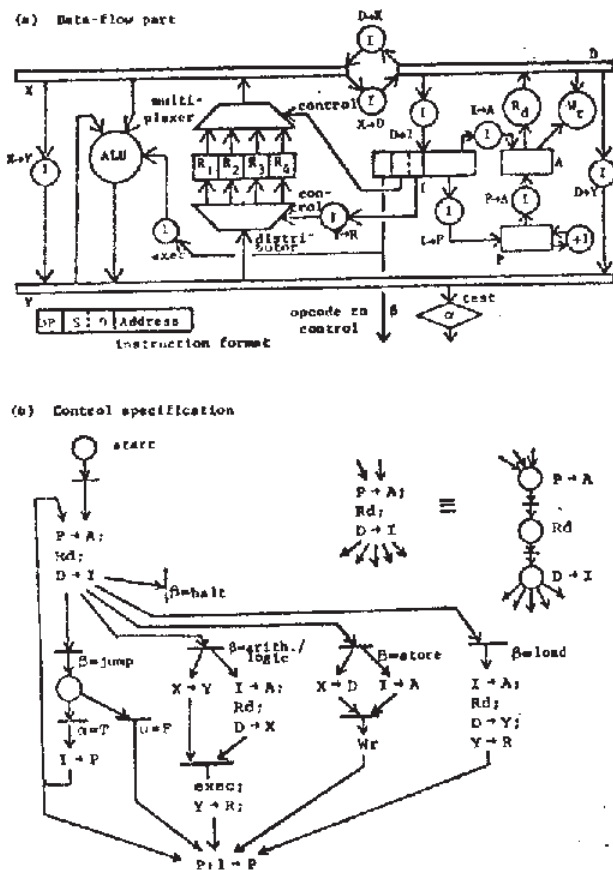 (a) Data-flow part
D→X
I
D
X
multi-
plexer
control
I
X→D
I
D→I
I→A
I
Rd
Wr
A
X→Y
I
ALU
R1 R2 R3 R4
I
P→A
I
I
D→Y
con-
trol
I
Y→R
I
I→P
+1
P
I
exec
distri-
butor
Y
OP S D Address
instruction format
opcode to
control
β
test
α
(b) Control specification
start
P→A;
Rd;
D→I
≡
P→A
Rd
D→I
P→A;
Rd;
D→I
β=halt
β=jump
β=arith./
logic
β=store
β=load
X→Y
I→A;
Rd;
D→X
X→D
I→A
I→A;
Rd;
D→Y;
Y→R
α=T
α=F
I→P
Wr
exec;
Y→R;
P+1→P